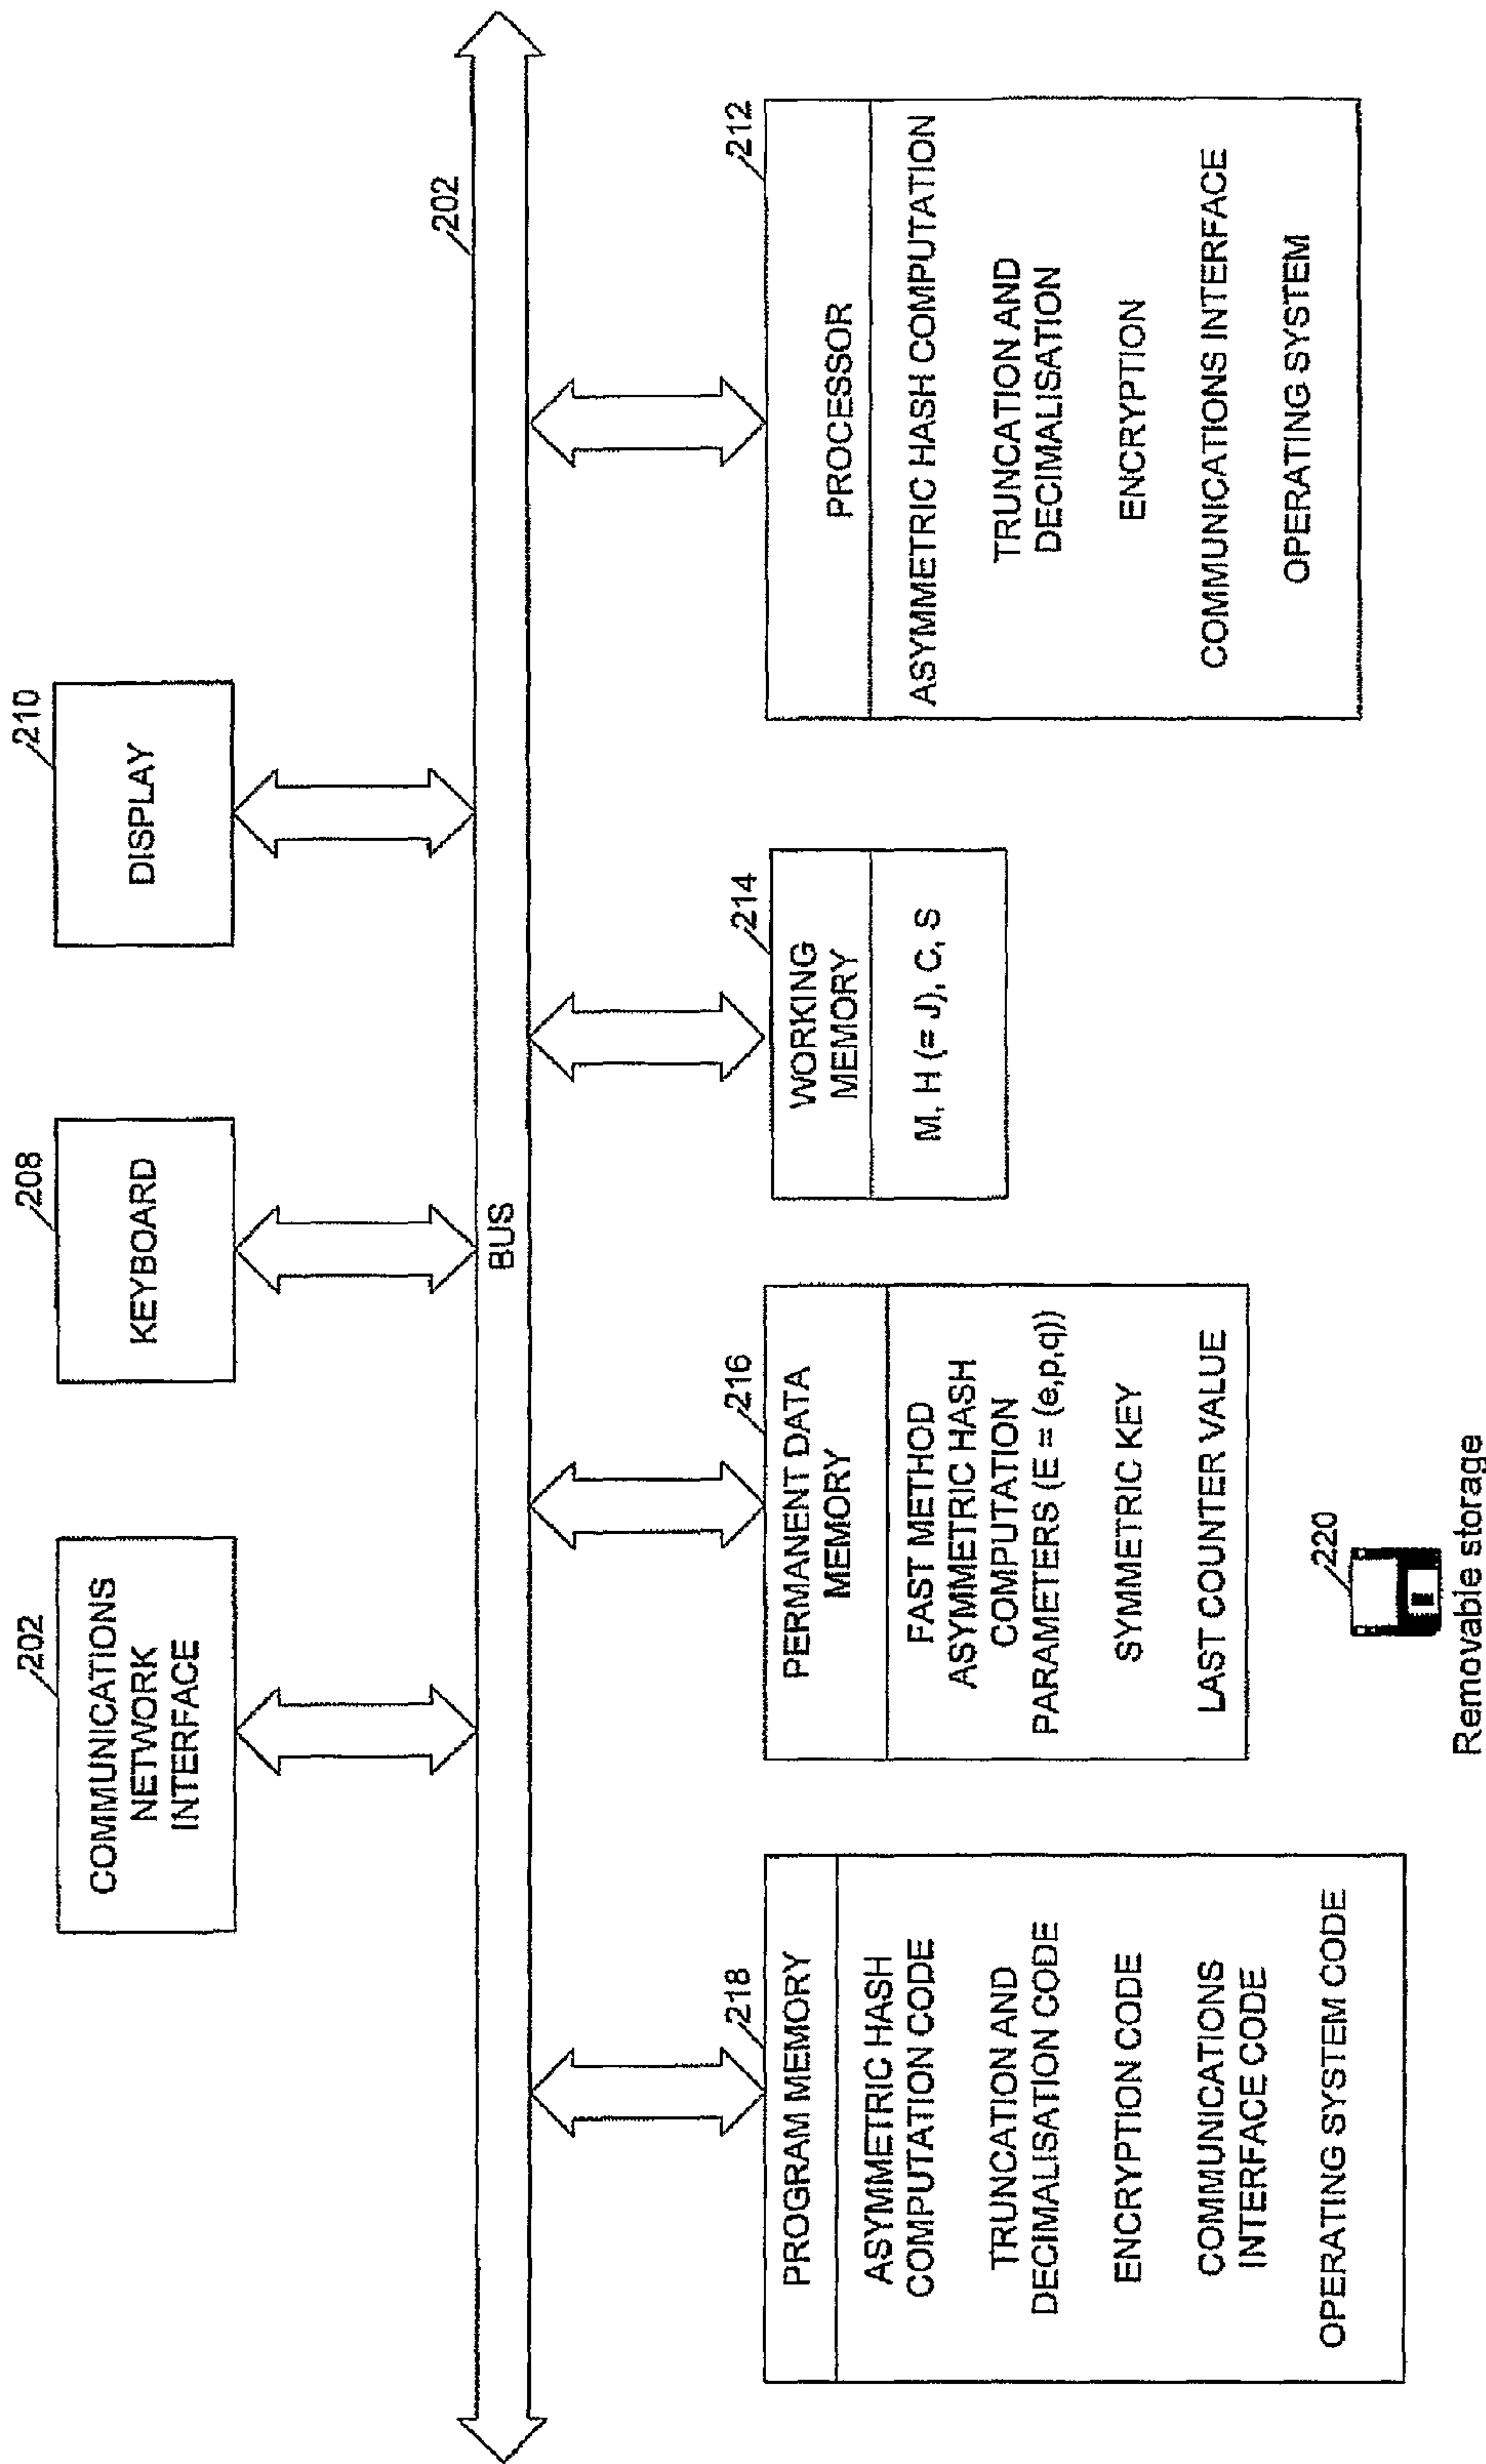 202
COMMUNICATIONS
NETWORK
INTERFACE
208
KEYBOARD
210
DISPLAY
202
BUS
218
PROGRAM MEMORY
ASYMMETRIC HASH
COMPUTATION CODE
TRUNCATION AND
DECIMALISATION CODE
ENCRYPTION CODE
COMMUNICATIONS
INTERFACE CODE
OPERATING SYSTEM CODE
216
PERMANENT DATA
MEMORY
FAST METHOD
ASYMMETRIC HASH
COMPUTATION
PARAMETERS (E = (e,p,q))
SYMMETRIC KEY
LAST COUNTER VALUE
214
WORKING
MEMORY
M, H (= J), C, S
212
PROCESSOR
ASYMMETRIC HASH COMPUTATION
TRUNCATION AND
DECIMALISATION
ENCRYPTION
COMMUNICATIONS INTERFACE
OPERATING SYSTEM
220
Removable storage